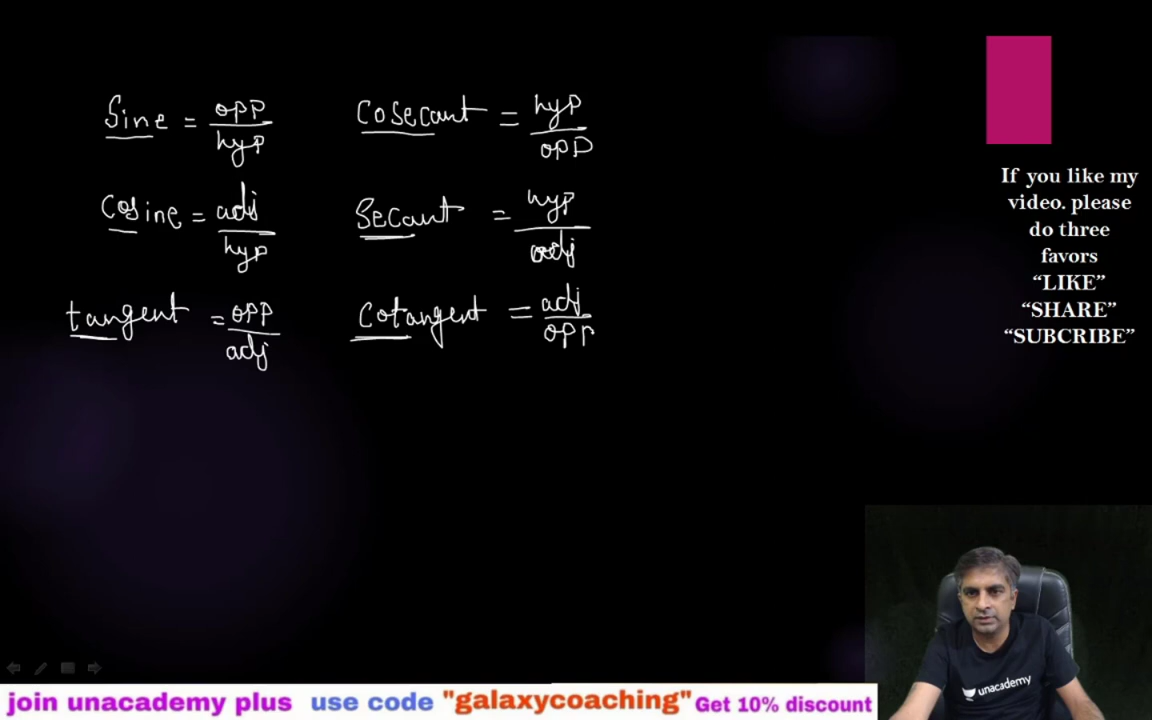 Sine = opp/hyp
cosecant = hyp/opp
cosine = adj/hyp
secant = hyp/adj
tangent = opp/adj
cotangent = adj/opp
If you like my
video. please
do three
favors
“LIKE”
“SHARE”
“SUBCRIBE”
unacademy
join unacademy plus use code "galaxycoaching" Get 10% discount